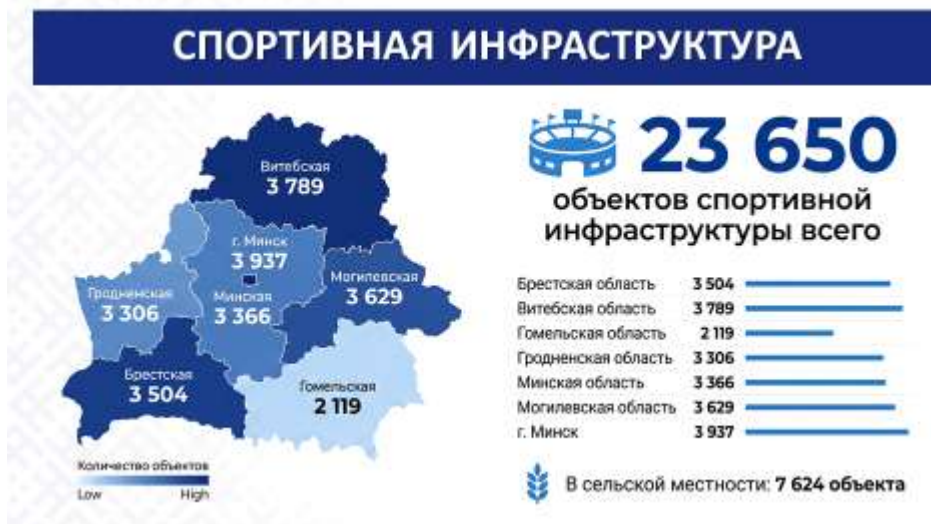 СПОРТИВНАЯ ИНФРАСТРУКТУРА
Витебская
3 789
г. Минск
3 937
Могилевская
3 629
Гродненская
3 306
Минская
3 366
Брестская
3 504
Гомельская
2 119
Количество объектов
Low High
23 650
объектов спортивной
инфраструктуры всего
Брестская область 3 504
Витебская область 3 789
Гомельская область 2 119
Гродненская область 3 306
Минская область 3 366
Могилевская область 3 629
г. Минск 3 937
В сельской местности: 7 624 объекта